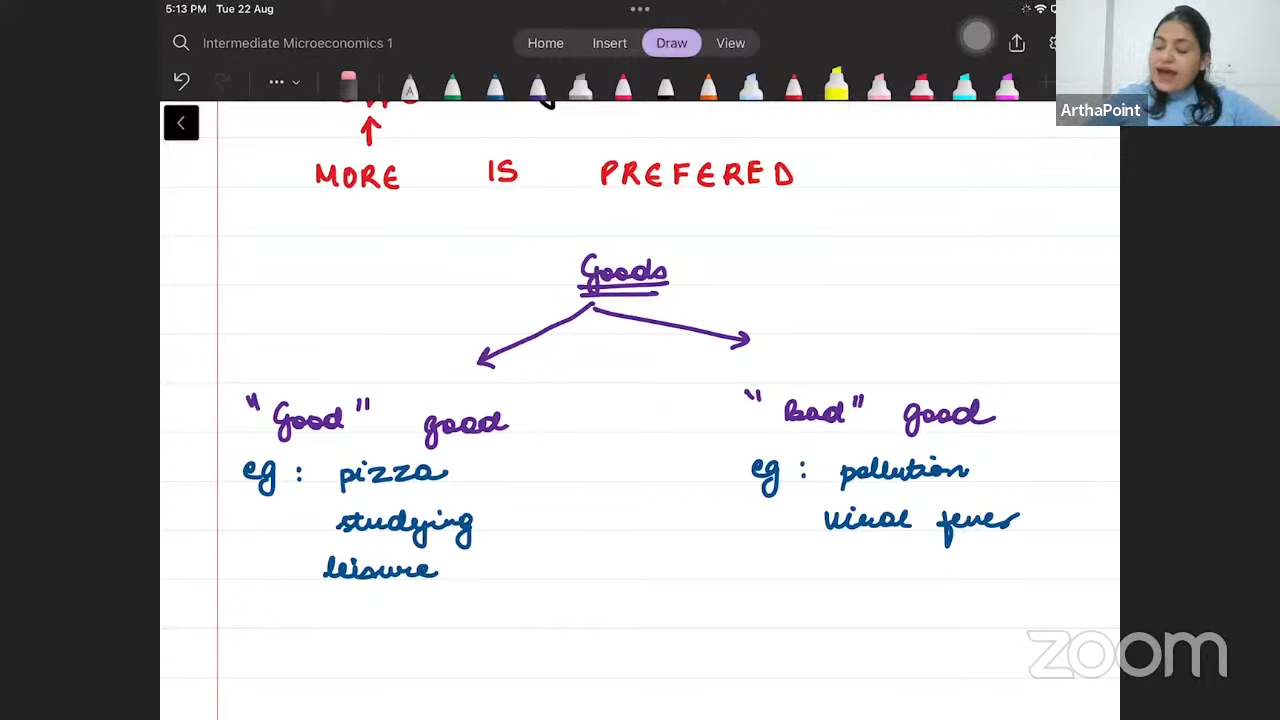 5:13 PM Tue 22 Aug
Intermediate Microeconomics 1
Home Insert Draw View
ArthaPoint
MORE IS PREFERED
Goods
"Good" good
"Bad" good
eg : pizza
studying
leisure
eg : pollution
viral fever
zoom